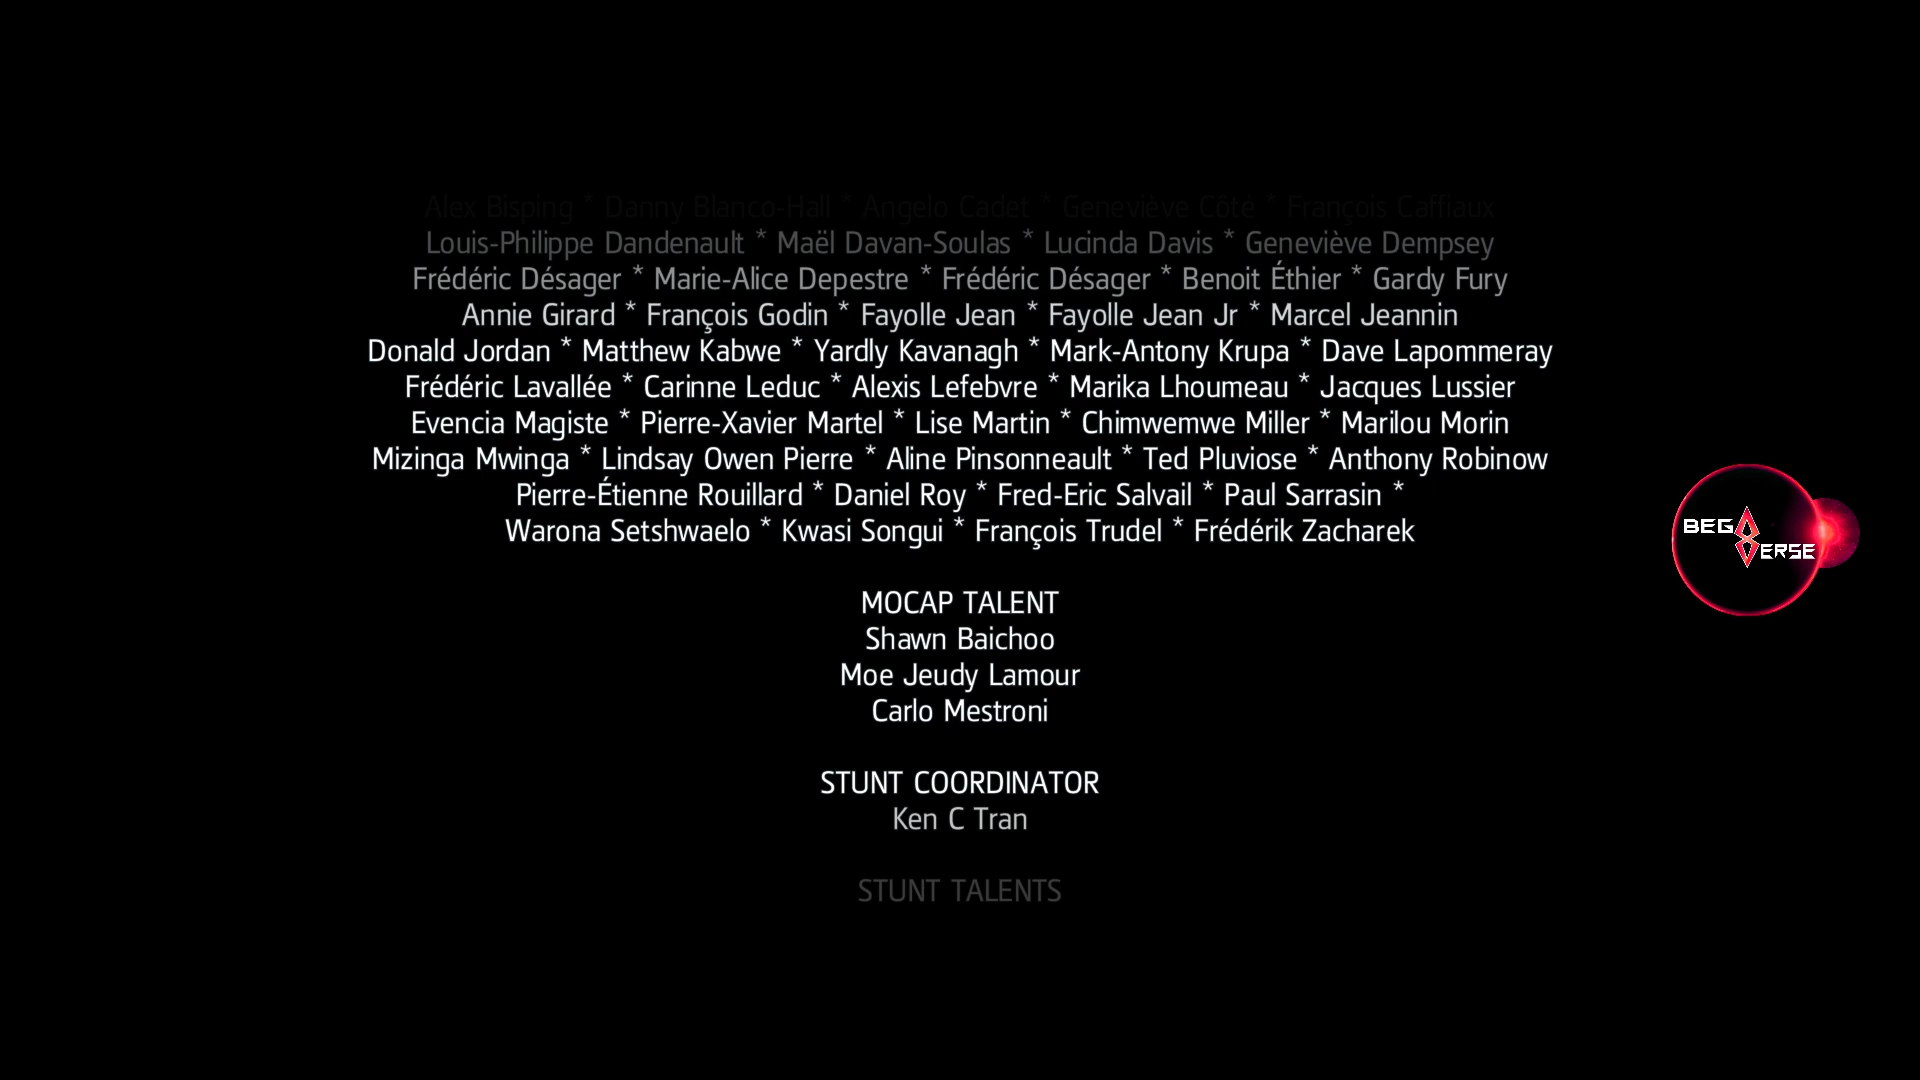 Alex Bisping * Danny Blanco-Hall * Angelo Cadet * Geneviève Côté * François Caffiaux
Louis-Philippe Dandenault * Maël Davan-Soulas * Lucinda Davis * Geneviève Dempsey
Frédéric Désager * Marie-Alice Depestre * Frédéric Désager * Benoit Éthier * Gardy Fury
Annie Girard * François Godin * Fayolle Jean * Fayolle Jean Jr * Marcel Jeannin
Donald Jordan * Matthew Kabwe * Yardly Kavanagh * Mark-Antony Krupa * Dave Lapommeray
Frédéric Lavallée * Carinne Leduc * Alexis Lefebvre * Marika Lhoumeau * Jacques Lussier
Evencia Magiste * Pierre-Xavier Martel * Lise Martin * Chimwemwe Miller * Marilou Morin
Mizinga Mwinga * Lindsay Owen Pierre * Aline Pinsonneault * Ted Pluviose * Anthony Robinow
Pierre-Étienne Rouillard * Daniel Roy * Fred-Eric Salvail * Paul Sarrasin *
Warona Setshwaelo * Kwasi Songui * François Trudel * Frédérik Zacharek
MOCAP TALENT
Shawn Baichoo
Moe Jeudy Lamour
Carlo Mestroni
STUNT COORDINATOR
Ken C Tran
STUNT TALENTS
BEGA
VERSE